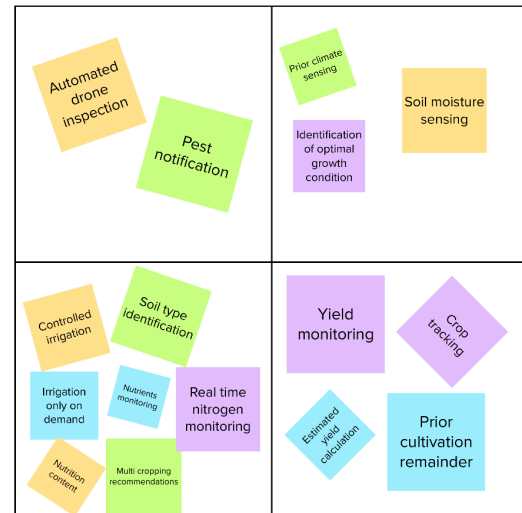 Automated
drone
inspection
Pest
notification
Prior climate
sensing
Soil moisture
sensing
Identification
of optimal
growth
condition
Controlled
irrigation
Soil type
identification
Irrigation
only on
demand
Nutrients
monitoring
Real time
nitrogen
monitoring
Nutrition
content
Multi cropping
recommendations
Yield
monitoring
Crop
tracking
Estimated
yield
calculation
Prior
cultivation
remainder